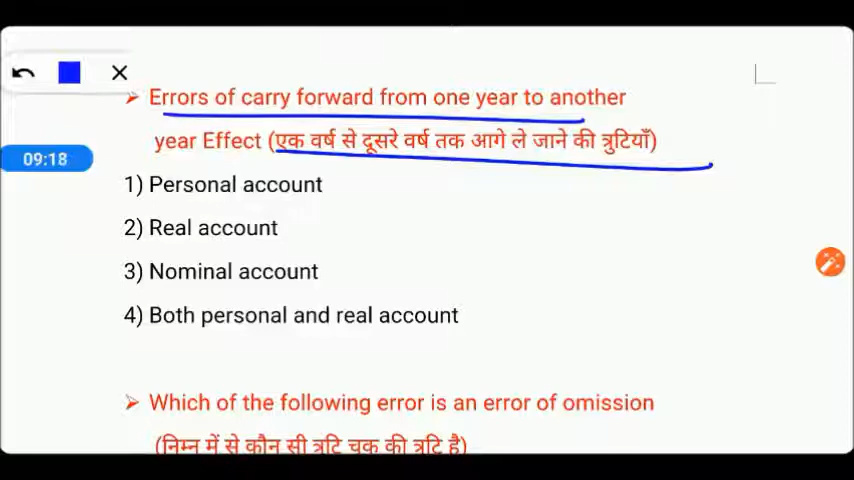 Errors of carry forward from one year to another
year Effect (एक वर्ष से दूसरे वर्ष तक आगे ले जाने की त्रुटियाँ)
09:18
1) Personal account
2) Real account
3) Nominal account
4) Both personal and real account
Which of the following error is an error of omission
(निम्न में से कौन सी त्रुटि चूक की त्रुटि है)